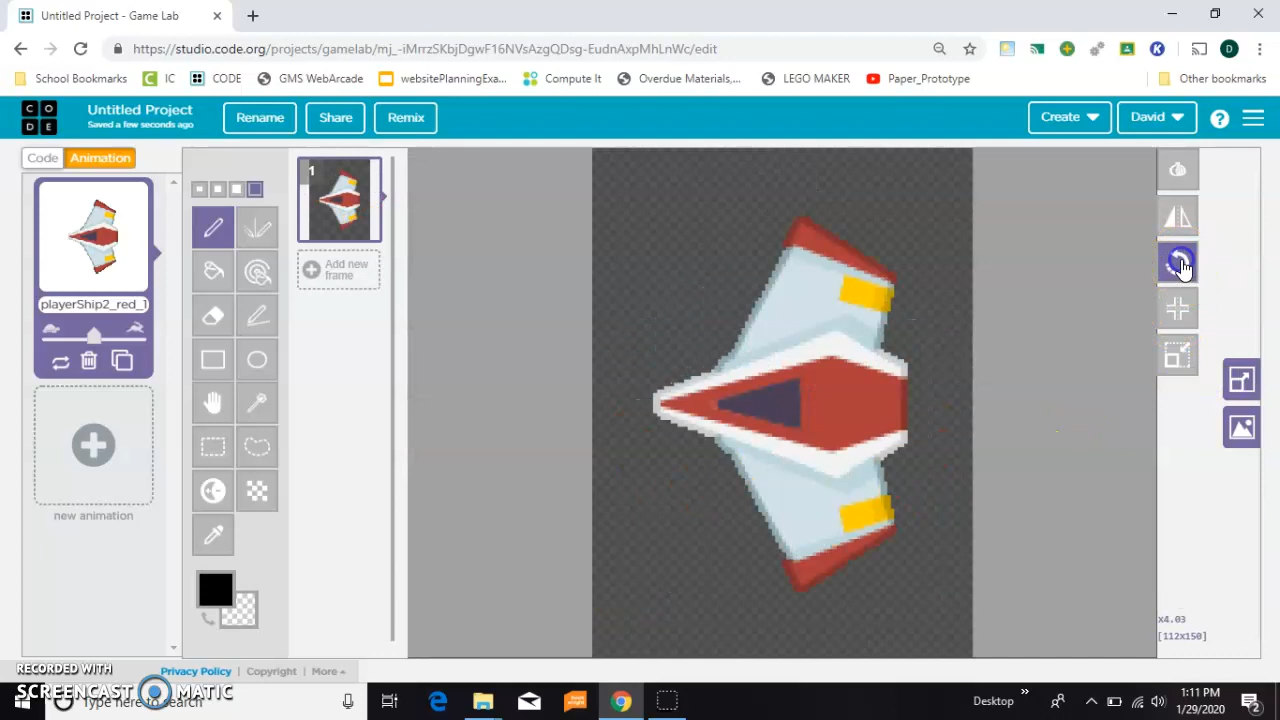 Untitled Project - Game Lab
https://studio.code.org/projects/gamelab/mj_-iMrrzSKbjDgwF16NVsAzgQDsg-EudnAxpMhLnWc/edit
D
School Bookmarks
IC
CODE
GMS WebArcade
websitePlanningExa...
Compute It
Overdue Materials,...
LEGO MAKER
Paper_Prototype
Other bookmarks
C O
D E
Untitled Project
Saved a few seconds ago
Rename
Share
Remix
Create
David
?
Code
Animation
1
Add new
frame
playerShip2_red_1
new animation
x4.03
[112X150]
RECORDED WITH
SCREENCAST MATIC
Privacy Policy
Copyright
More
Type here to search
Desktop
1:11 PM
1/29/2020
2